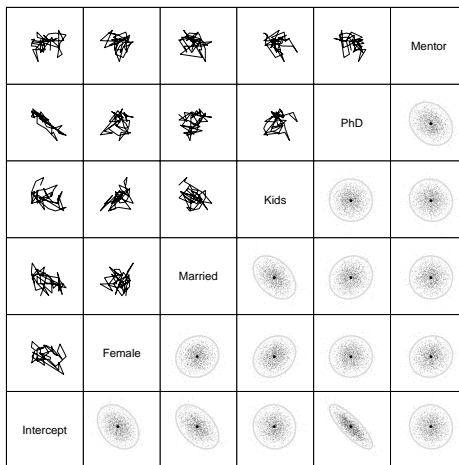 Mentor
PhD
Kids
Married
Female
Intercept